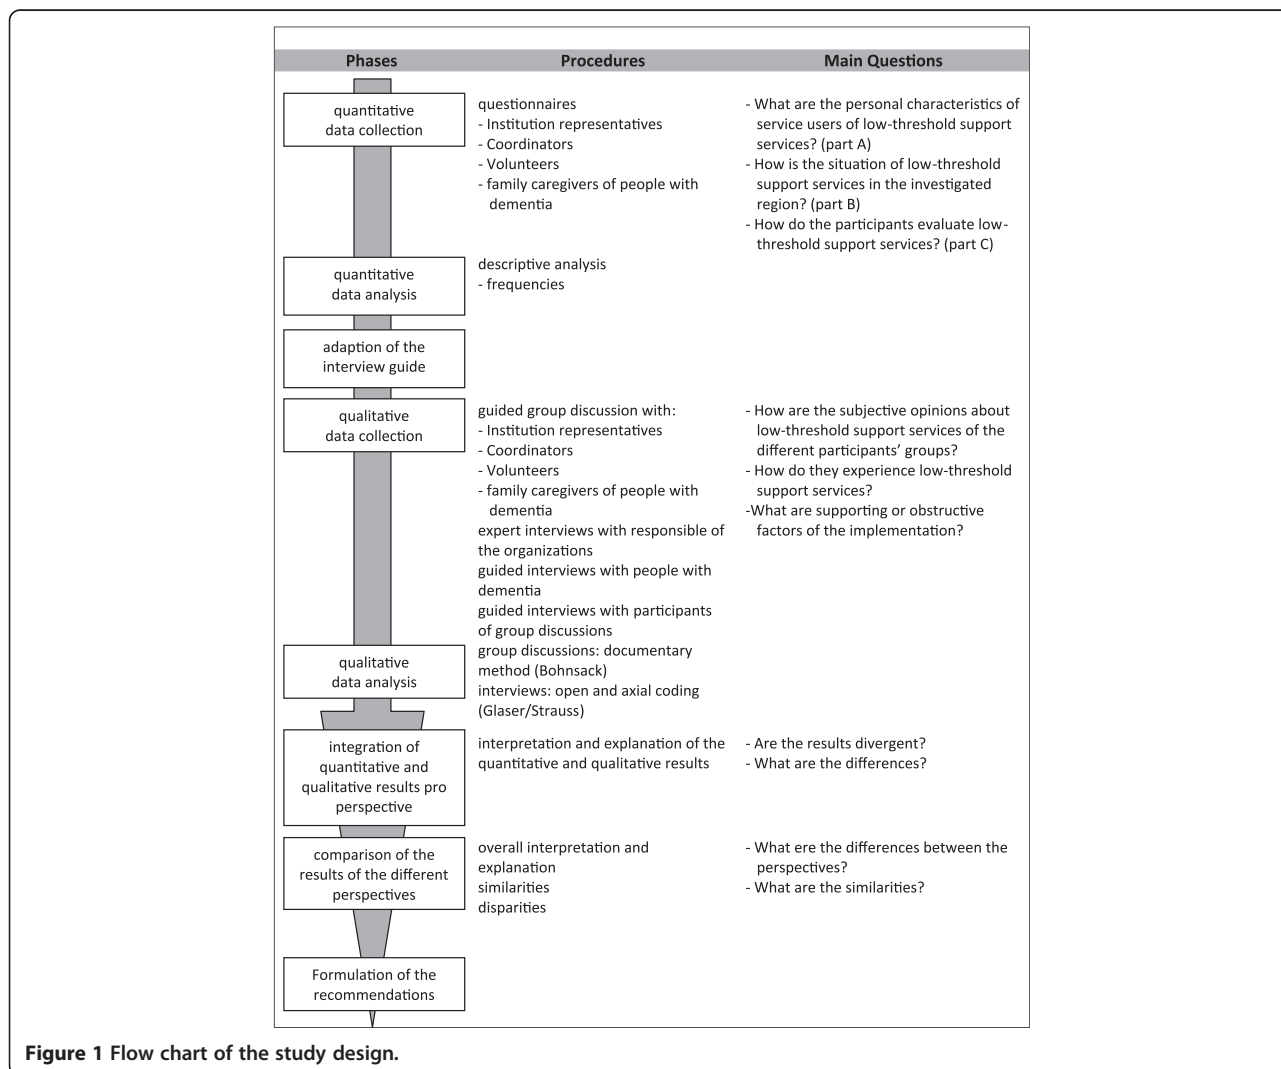 Phases Procedures Main Questions
quantitative
data collection
questionnaires
- Institution representatives
- Coordinators
- Volunteers
- family caregivers of people with
dementia
- What are the personal characteristics of
service users of low-threshold support
services? (part A)
- How is the situation of low-threshold
support services in the investigated
region? (part B)
- How do the participants evaluate low-
threshold support services? (part C)
quantitative
data analysis
descriptive analysis
- frequencies
adaption of the
interview guide
qualitative
data collection
guided group discussion with:
- Institution representatives
- Coordinators
- Volunteers
- family caregivers of people with
dementia
expert interviews with responsible of
the organizations
guided interviews with people with
dementia
guided interviews with participants
of group discussions
- How are the subjective opinions about
low-threshold support services of the
different participants’ groups?
- How do they experience low-threshold
support services?
-What are supporting or obstructive
factors of the implementation?
qualitative
data analysis
group discussions: documentary
method (Bohnsack)
interviews: open and axial coding
(Glaser/Strauss)
integration of
quantitative and
qualitative results pro
perspective
interpretation and explanation of the
quantitative and qualitative results
- Are the results divergent?
- What are the differences?
comparison of the
results of the different
perspectives
overall interpretation and
explanation
similarities
disparities
- What ere the differences between the
perspectives?
- What are the similarities?
Formulation of the
recommendations
Figure 1 Flow chart of the study design.